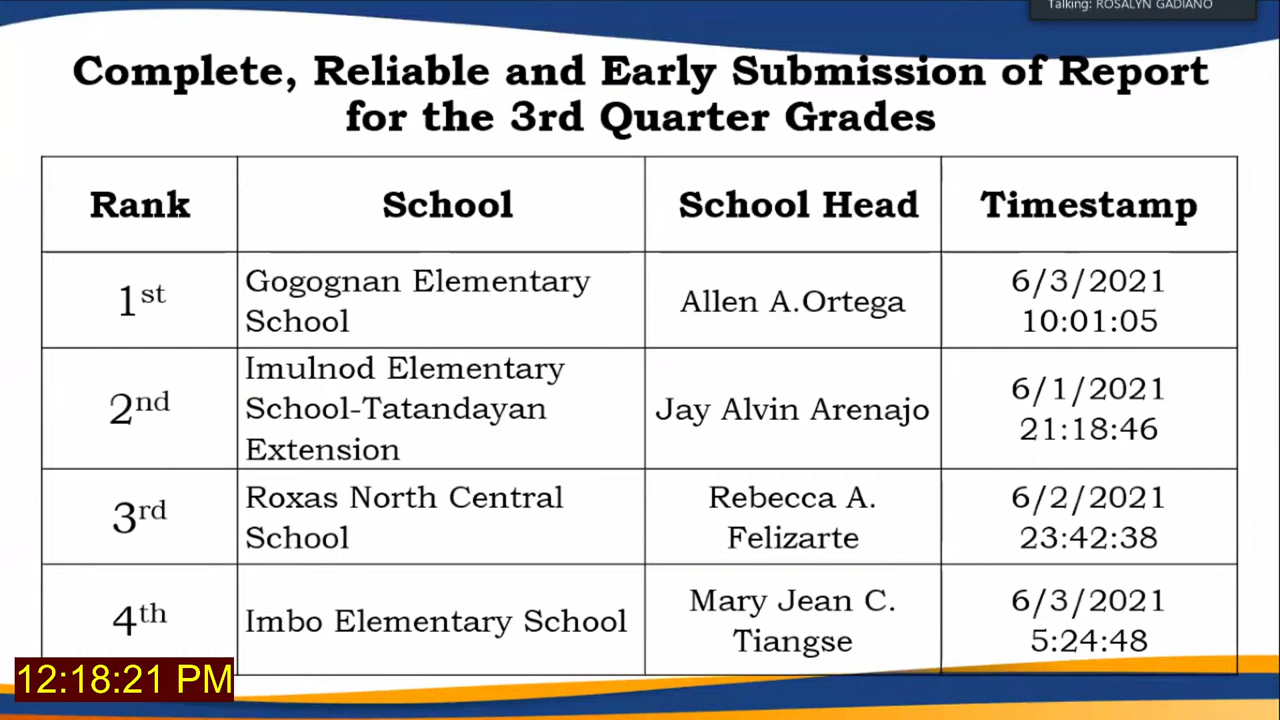 Talking: ROSALYN GADIANO
Complete, Reliable and Early Submission of Report
for the 3rd Quarter Grades
Rank School School Head Timestamp
1st
Gogognan Elementary
School
Allen A.Ortega
6/3/2021
10:01:05
2nd
Imulnod Elementary
School-Tatandayan
Extension
Jay Alvin Arenajo
6/1/2021
21:18:46
3rd
Roxas North Central
School
Rebecca A.
Felizarte
6/2/2021
23:42:38
4th
Imbo Elementary School
Mary Jean C.
Tiangse
6/3/2021
5:24:48
12:18:21 PM